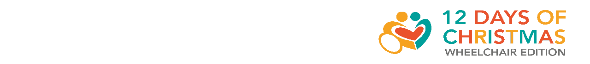 12 DAYS OF
CHRISTMAS
WHEELCHAIR EDITION